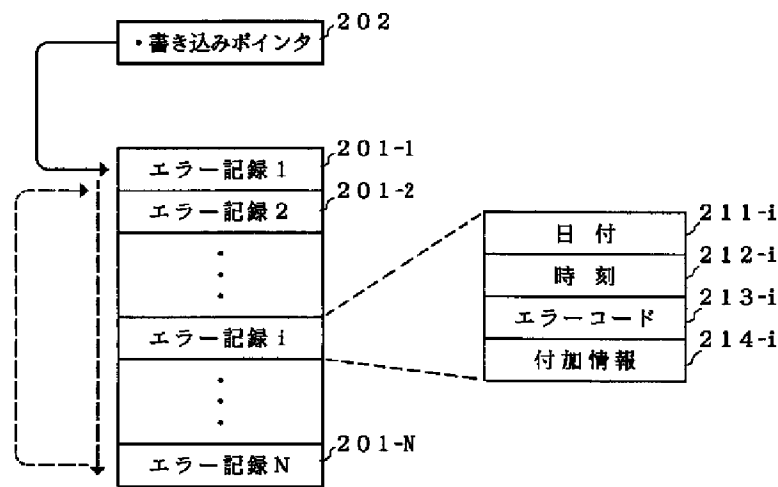 202
・書き込みポインタ
201-1
エラー記録1
201-2
エラー記録2
211-i
日 付
212-i
時 刻
213-i
エラーコード
エラー記録i
214-i
付加情報
201-N
エラー記録N